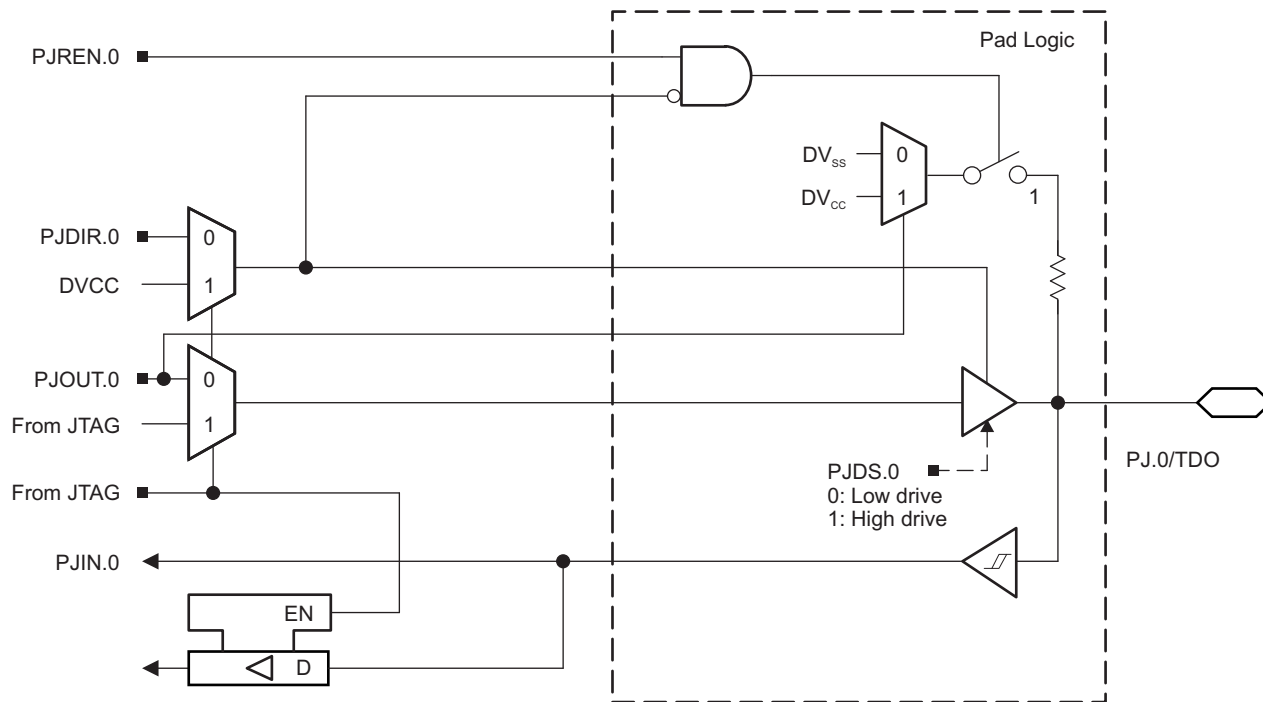 Pad Logic
PJREN.0
DVSS
0
DVCC
1
1
PJDIR.0
0
DVCC
1
PJOUT.0
0
From JTAG
1
PJDS.0
0: Low drive
1: High drive
PJ.0/TDO
From JTAG
PJIN.0
EN
D